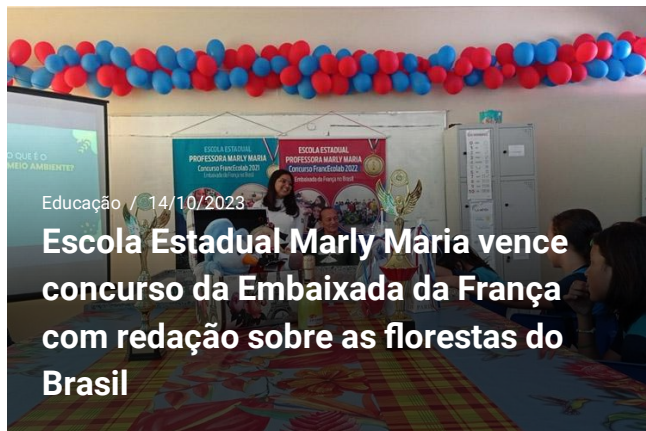 O QUE É O
MEIO AMBIENTE?
ESCOLA ESTADUAL
PROFESSORA MARLY MARIA
Concurso FrancEcolab 2021
Embaixada da França no Brasil
ESCOLA ESTADUAL
PROFESSORA MARLY MARIA
Concurso FrancEcolab 2022
Embaixada da França no Brasil
Educação / 14/10/2023
Escola Estadual Marly Maria vence
concurso da Embaixada da França
com redação sobre as florestas do
Brasil